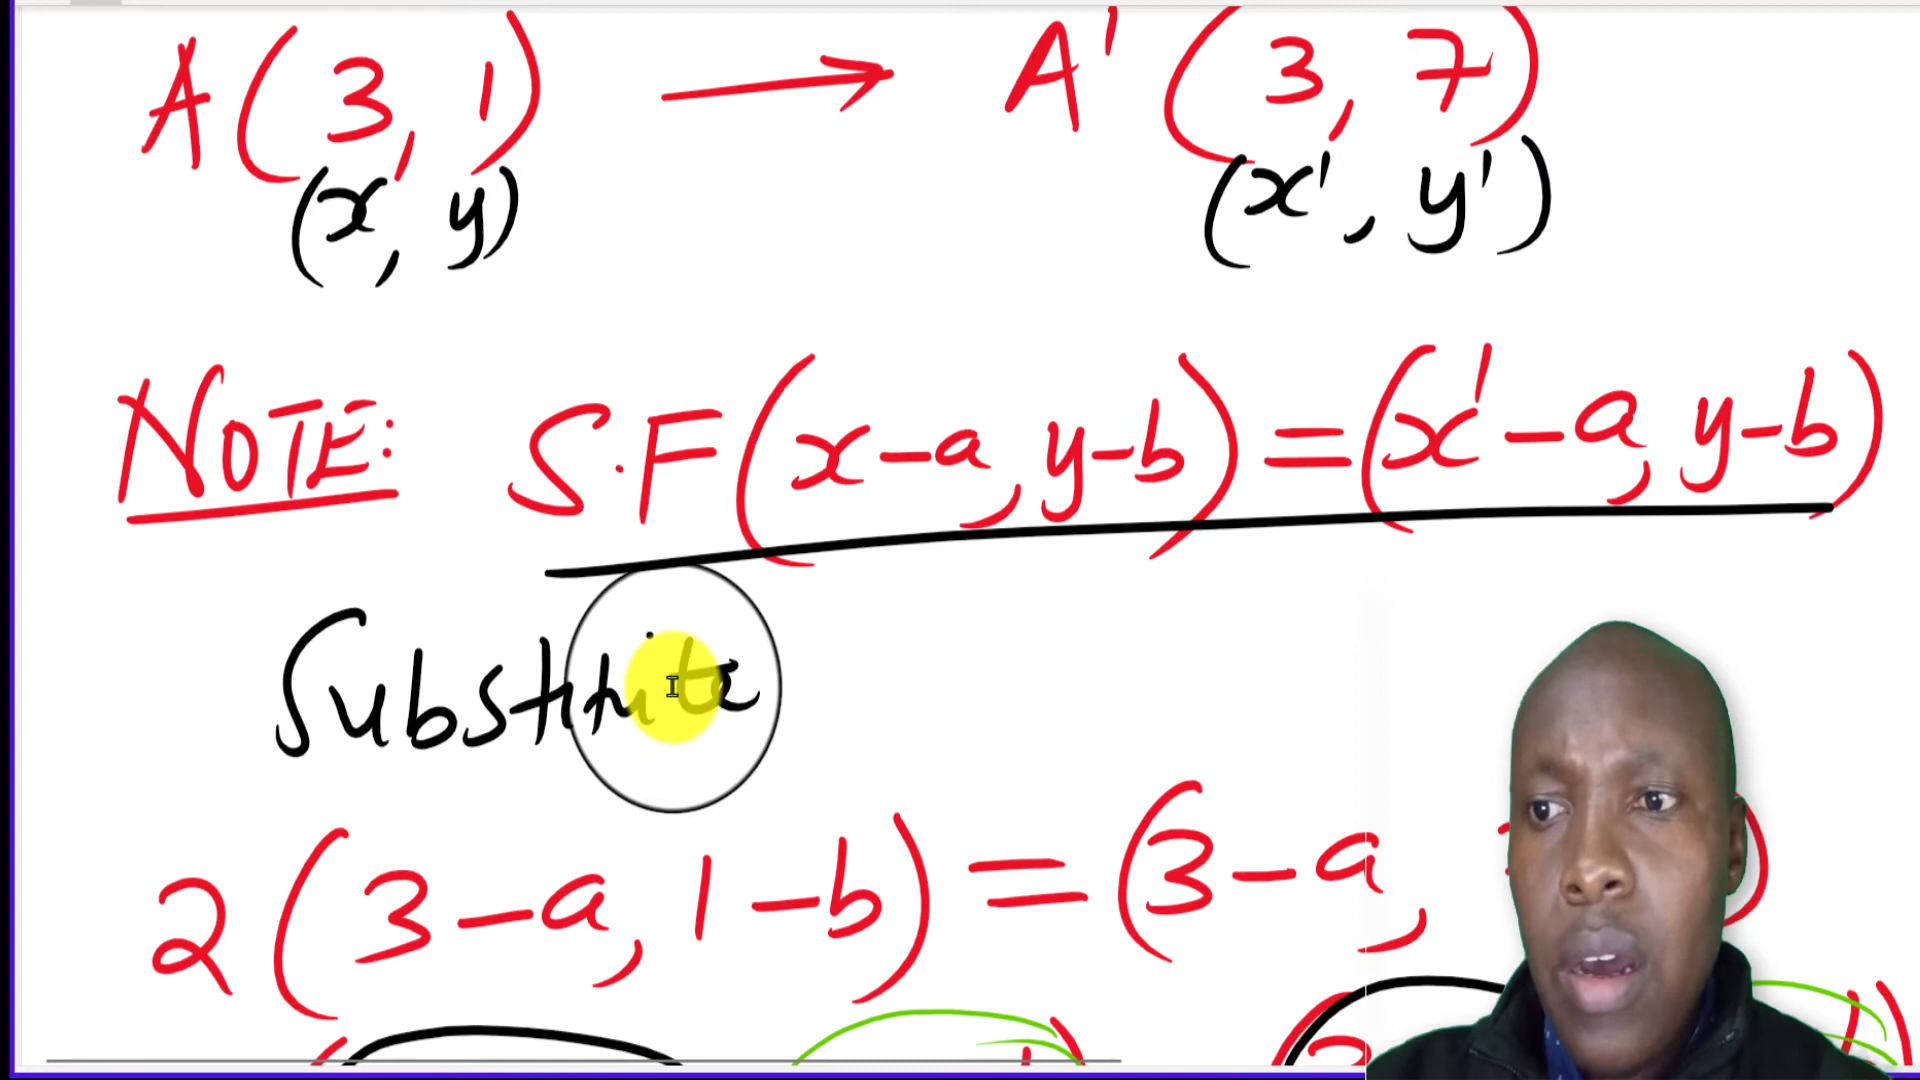 A(3, 1) → A'(3, 7)
(x, y) (x', y')
NOTE: S.F(x-a, y-b) = (x'-a, y-b)
Substitute
2(3-a, 1-b) = (3-a,